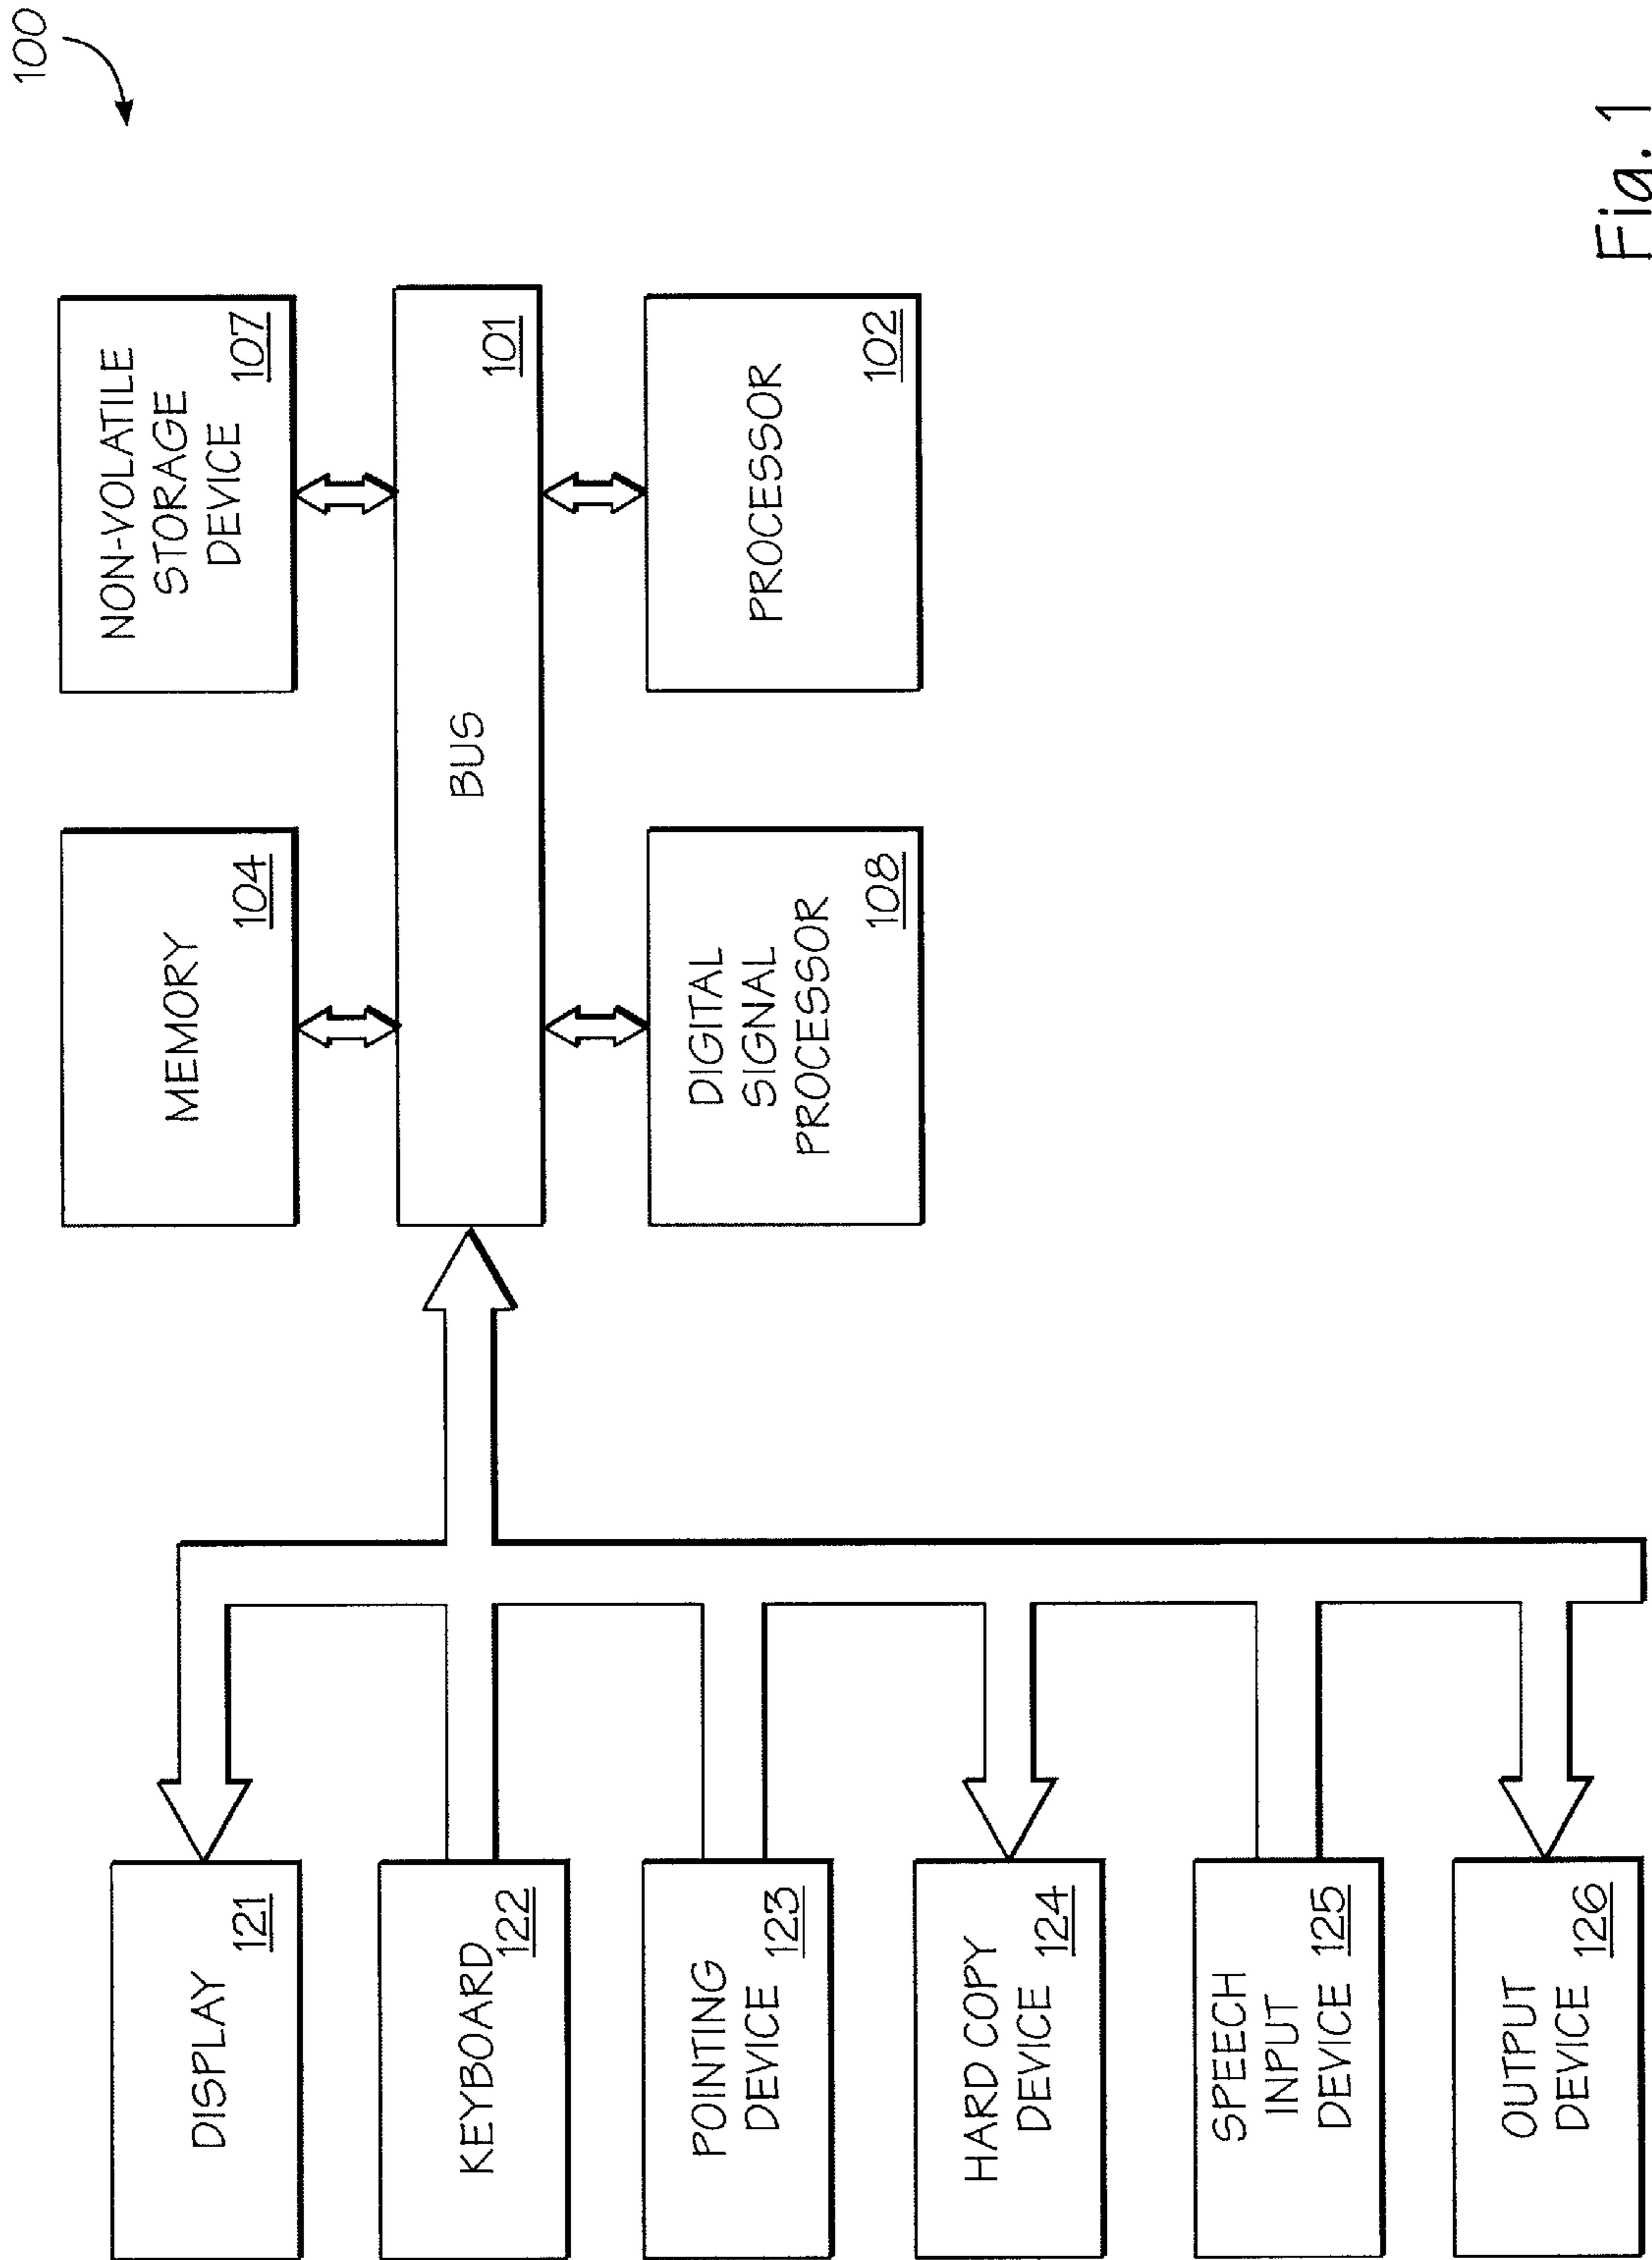 100
DISPLAY
121
KEYBOARD
122
POINTING
DEVICE 123
HARD COPY
DEVICE 124
SPEECH
INPUT
DEVICE 125
OUTPUT
DEVICE 126
MEMORY
104
NON-VOLATILE
STORAGE
DEVICE
107
BUS
101
DIGITAL
SIGNAL
PROCESSOR
108
PROCESSOR
102
Fig. 1